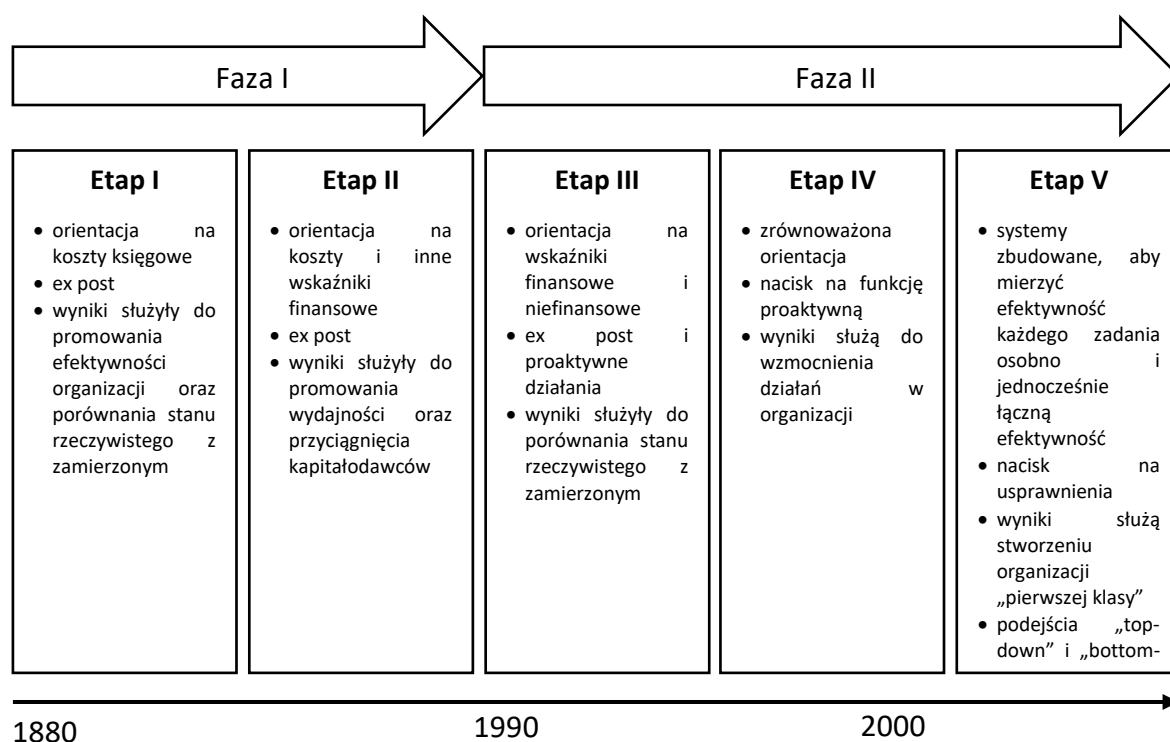 Faza I
Faza II
Etap I
• orientacja na
koszty księgowe
• ex post
• wyniki służyły do
promowania
efektywności
organizacji oraz
porównania stanu
rzeczywistego z
zamierzonym
Etap II
• orientacja na
koszty i inne
wskaźniki
finansowe
• ex post
• wyniki służyły do
promowania
wydajności oraz
przyciągnięcia
kapitałodawców
Etap III
• orientacja na
wskaźniki
finansowe i
niefinansowe
• ex post i
proaktywne
działania
• wyniki służyły do
porównania stanu
rzeczywistego z
zamierzonym
Etap IV
• zrównoważona
orientacja
• nacisk na funkcję
proaktywną
• wyniki służą do
wzmocnienia
działań w
organizacji
Etap V
• systemy
zbudowane, aby
mierzyć
efektywność
każdego zadania
osobno i
jednocześnie
łączną
efektywność
• nacisk na
usprawnienia
• wyniki służą
stworzeniu
organizacji
„pierwszej klasy”
• podejścia „top-
down” i „bottom-
1880
1990
2000